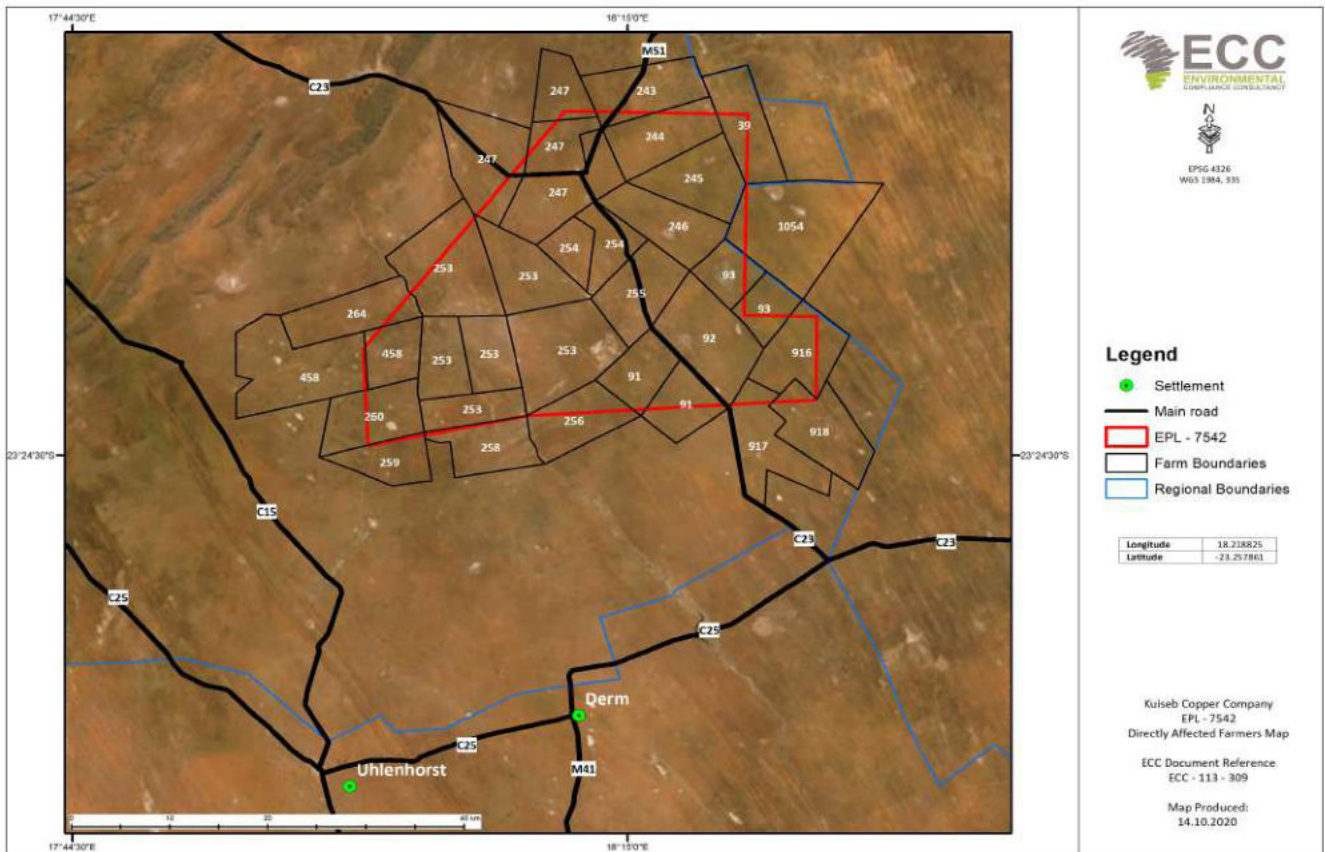 17°44'30"E
18°15'0"E
M51
C23
247
243
39
244
247
247
245
247
246
1054
254
254
253
253
93
255
264
93
92
458
253
253
253
916
458
91
91
253
260
256
918
258
917
259
23°24'30"S
23°24'30"S
C15
C23
C23
C25
C25
Derm
C25
M41
Uhlenhorst
0 10 20 40 km
17°44'30"E
18°15'0"E
ECC
ENVIRONMENTAL
COMPLIANCE CONSULTANCY
N
EPSG 4326
WGS 1984, 33S
Legend
Settlement
Main road
EPL - 7542
Farm Boundaries
Regional Boundaries
Longitude 18.218825
Latitude -23.257861
Kuiseb Copper Company
EPL - 7542
Directly Affected Farmers Map
ECC Document Reference
ECC - 113 - 309
Map Produced:
14.10.2020